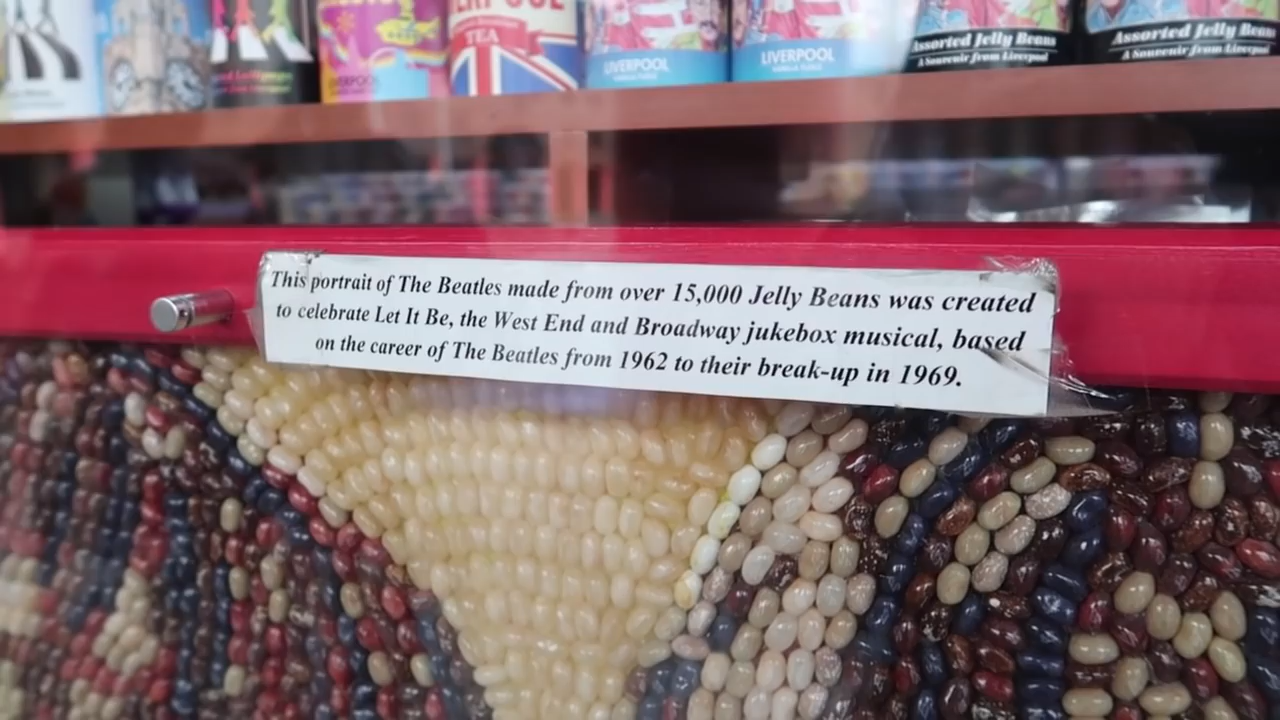 TEA
LIVERPOOL
LIVERPOOL
Assorted Jelly Beans
A Souvenir from Liverpool
Assorted Jelly Beans
A Souvenir from Liverpool
This portrait of The Beatles made from over 15,000 Jelly Beans was created
to celebrate Let It Be, the West End and Broadway jukebox musical, based
on the career of The Beatles from 1962 to their break-up in 1969.